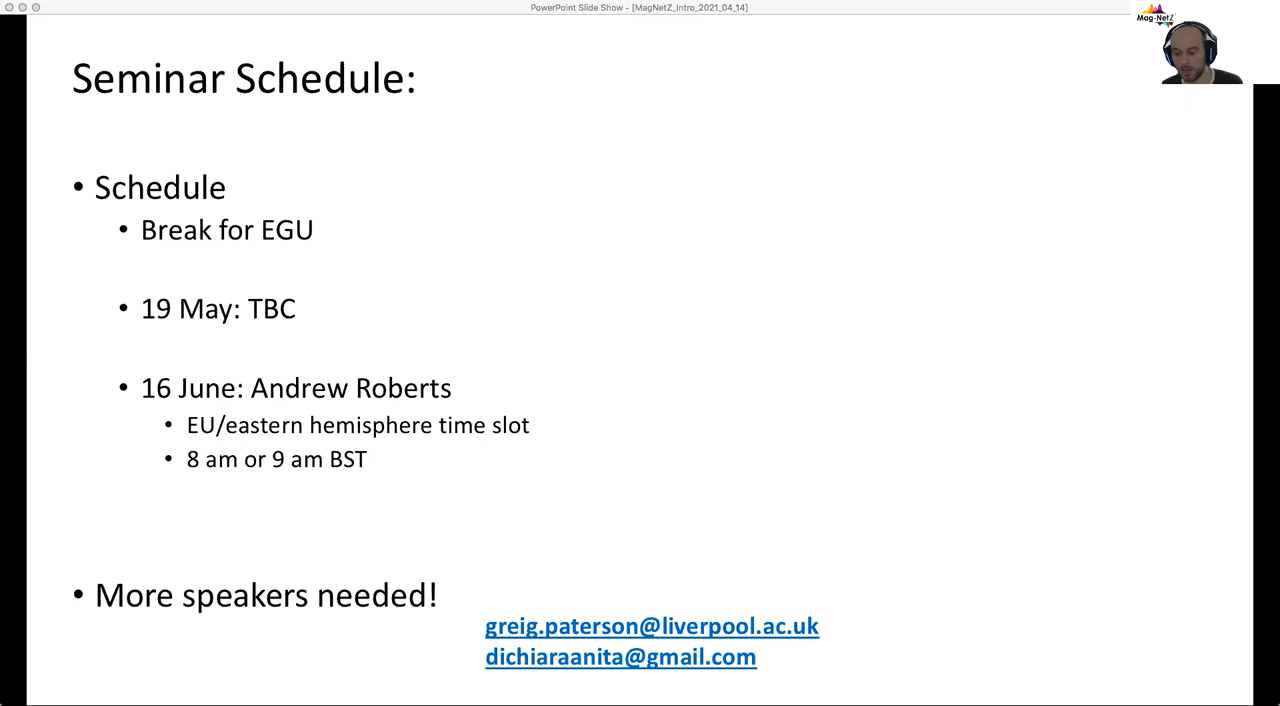 PowerPoint Slide Show - [MagNetZ_Intro_2021_04_14]
Mag-NetZ
Seminar Schedule:
• Schedule
• Break for EGU
• 19 May: TBC
• 16 June: Andrew Roberts
• EU/eastern hemisphere time slot
• 8 am or 9 am BST
• More speakers needed!
greig.paterson@liverpool.ac.uk
dichiaraanita@gmail.com